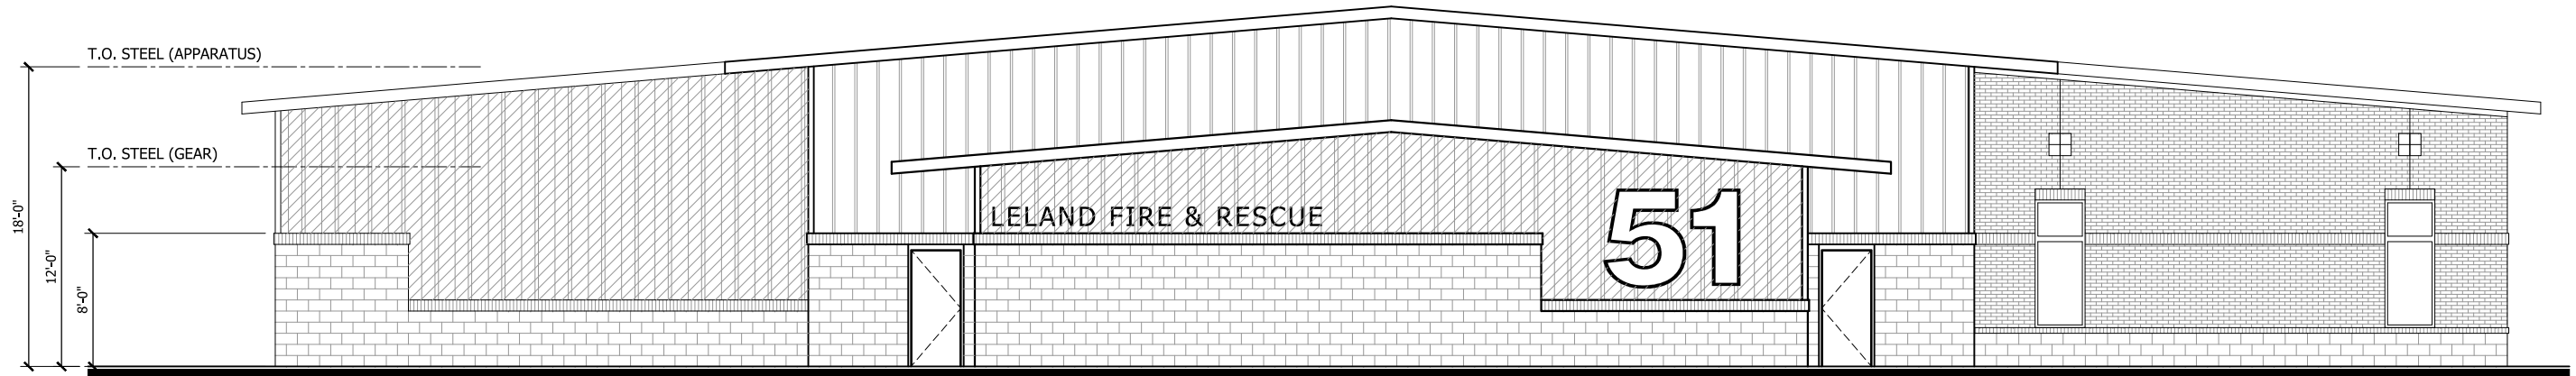 T.O. STEEL (APPARATUS)
T.O. STEEL (GEAR)
18'-0"
12'-0"
8'-0"
LELAND FIRE & RESCUE
51